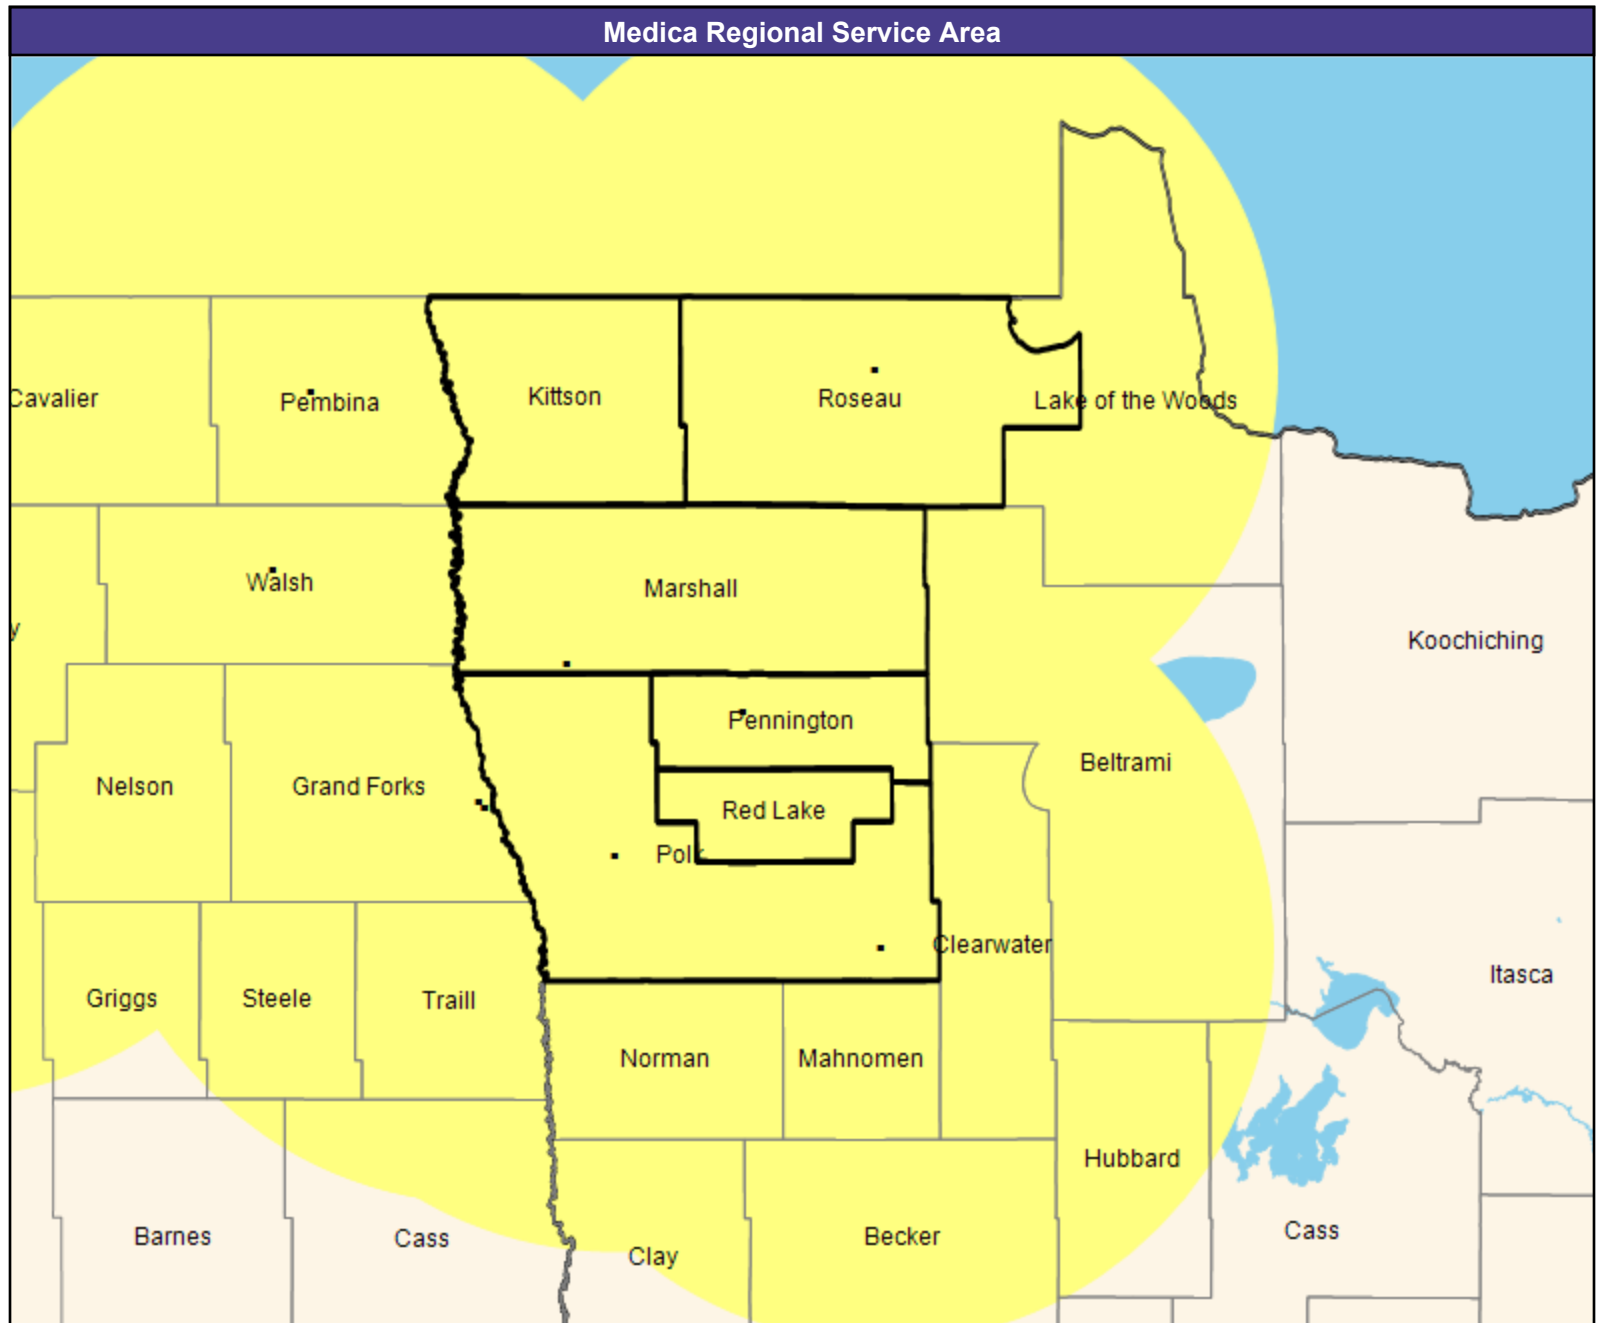 Medica Regional Service Area
Cavalier
Pembina
Kittson
Roseau
Lake of the Woods
Walsh
Marshall
y
Koochiching
Pennington
Nelson
Grand Forks
Beltrami
Red Lake
Polk
Clearwater
Griggs
Steele
Traill
Itasca
Norman
Mahnomen
Hubbard
Barnes
Cass
Clay
Becker
Cass